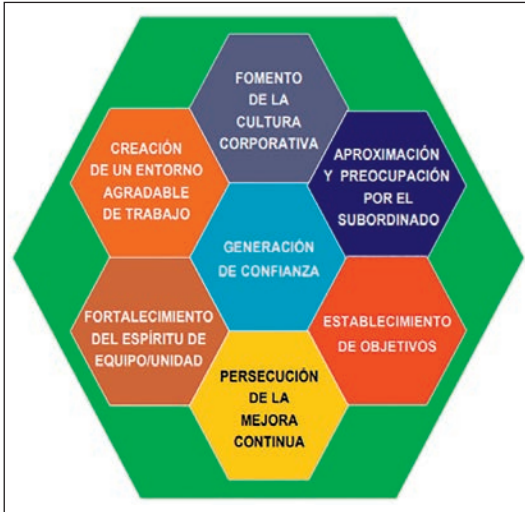 FOMENTO
DE LA
CULTURA
CORPORATIVA
CREACIÓN
DE UN ENTORNO
AGRADABLE
DE TRABAJO
APROXIMACIÓN
Y PREOCUPACIÓN
POR EL
SUBORDINADO
GENERACIÓN
DE CONFIANZA
FORTALECIMIENTO
DEL ESPÍRITU DE
EQUIPO/UNIDAD
ESTABLECIMIENTO
DE OBJETIVOS
PERSECUCIÓN
DE LA
MEJORA
CONTINUA